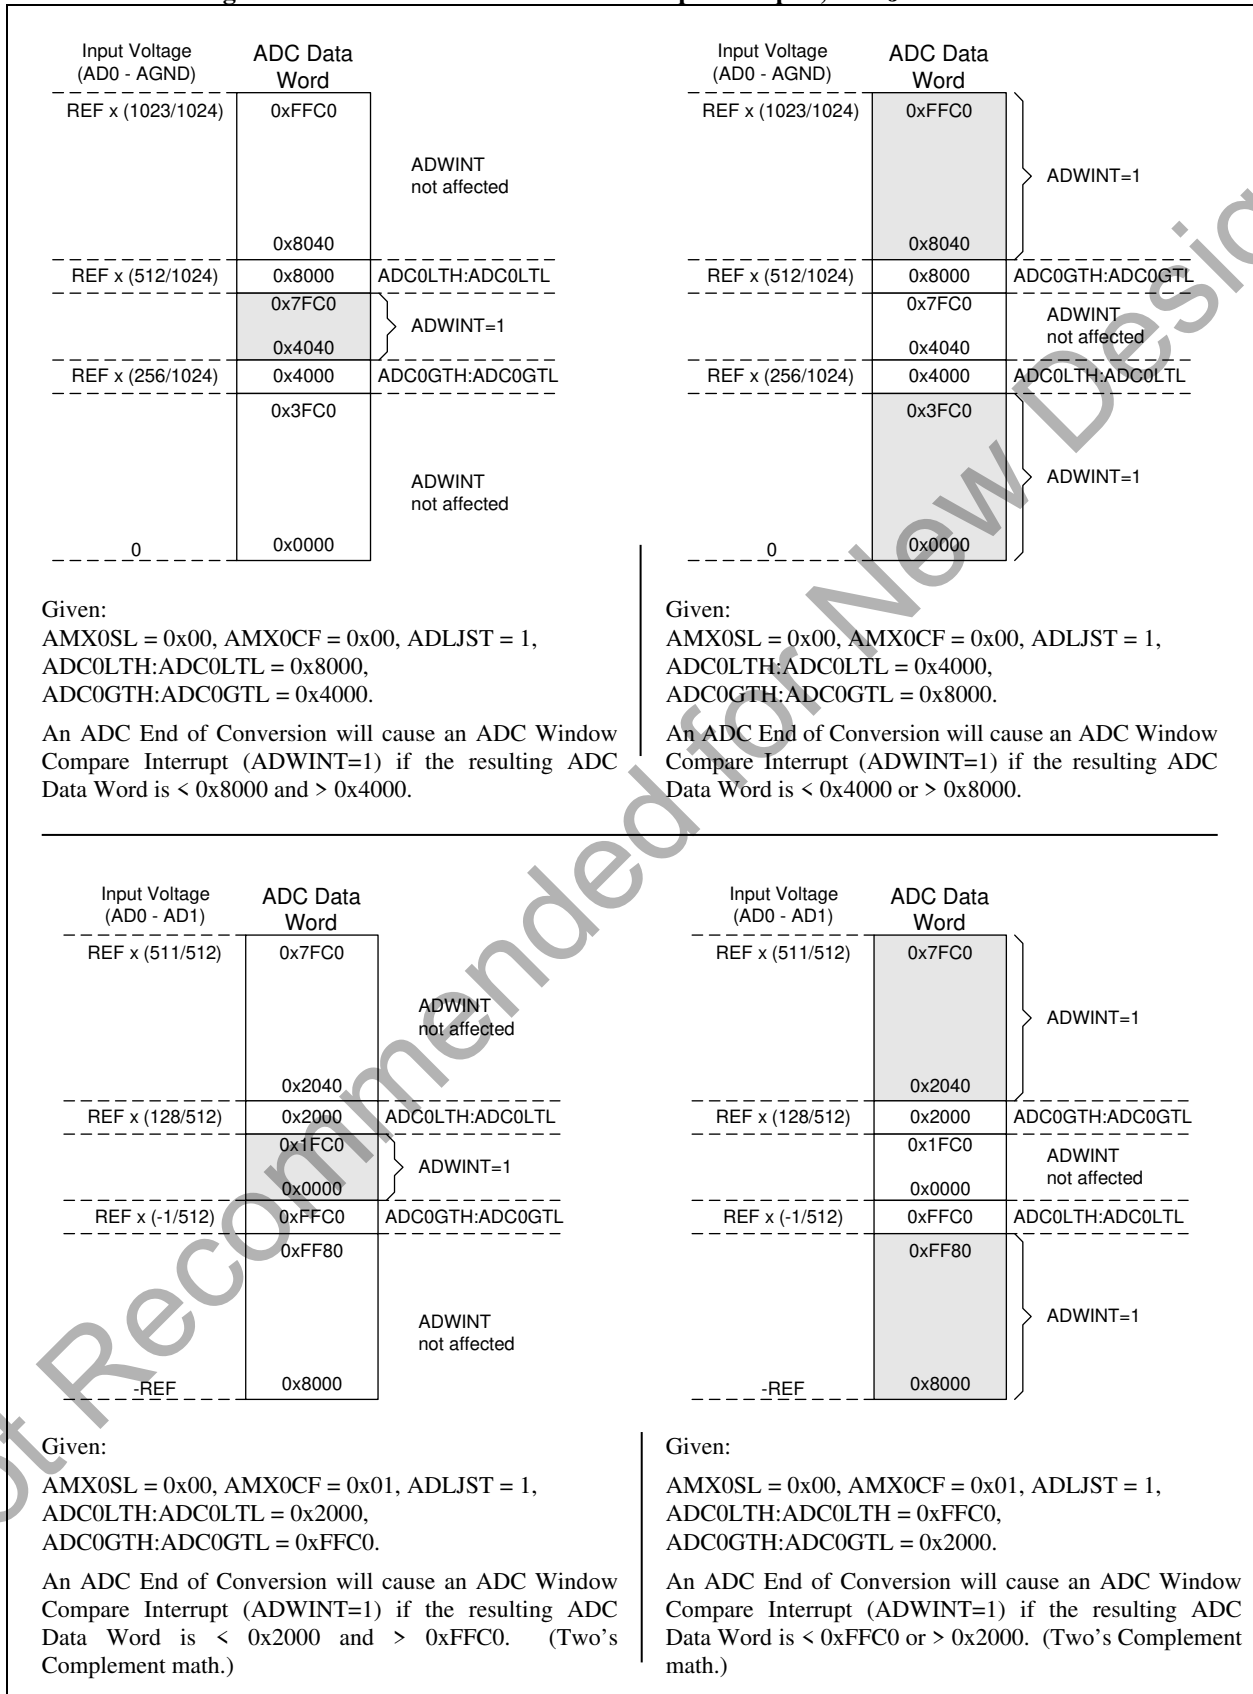 Input Voltage
(AD0 - AGND)
ADC Data
Word
REF x (1023/1024)
0xFFC0
ADWINT
not affected
0x8040
REF x (512/1024)
0x8000
ADC0LTH:ADC0LTL
0x7FC0
ADWINT=1
0x4040
REF x (256/1024)
0x4000
ADC0GTH:ADC0GTL
0x3FC0
ADWINT
not affected
0
0x0000
Given:
AMX0SL = 0x00, AMX0CF = 0x00, ADLJST = 1,
ADC0LTH:ADC0LTL = 0x8000,
ADC0GTH:ADC0GTL = 0x4000.
An ADC End of Conversion will cause an ADC Window
Compare Interrupt (ADWINT=1) if the resulting ADC
Data Word is < 0x8000 and > 0x4000.
Input Voltage
(AD0 - AGND)
ADC Data
Word
REF x (1023/1024)
0xFFC0
ADWINT=1
0x8040
REF x (512/1024)
0x8000
ADC0GTH:ADC0GTL
0x7FC0
ADWINT
not affected
0x4040
REF x (256/1024)
0x4000
ADC0LTH:ADC0LTL
0x3FC0
ADWINT=1
0
0x0000
Given:
AMX0SL = 0x00, AMX0CF = 0x00, ADLJST = 1,
ADC0LTH:ADC0LTL = 0x4000,
ADC0GTH:ADC0GTL = 0x8000.
An ADC End of Conversion will cause an ADC Window
Compare Interrupt (ADWINT=1) if the resulting ADC
Data Word is < 0x4000 or > 0x8000.
Input Voltage
(AD0 - AD1)
ADC Data
Word
REF x (511/512)
0x7FC0
ADWINT
not affected
0x2040
REF x (128/512)
0x2000
ADC0LTH:ADC0LTL
0x1FC0
ADWINT=1
0x0000
REF x (-1/512)
0xFFC0
ADC0GTH:ADC0GTL
0xFF80
ADWINT
not affected
-REF
0x8000
Given:
AMX0SL = 0x00, AMX0CF = 0x01, ADLJST = 1,
ADC0LTH:ADC0LTL = 0x2000,
ADC0GTH:ADC0GTL = 0xFFC0.
An ADC End of Conversion will cause an ADC Window
Compare Interrupt (ADWINT=1) if the resulting ADC
Data Word is < 0x2000 and > 0xFFC0. (Two's
Complement math.)
Input Voltage
(AD0 - AD1)
ADC Data
Word
REF x (511/512)
0x7FC0
ADWINT=1
0x2040
REF x (128/512)
0x2000
ADC0GTH:ADC0GTL
0x1FC0
ADWINT
not affected
0x0000
REF x (-1/512)
0xFFC0
ADC0LTH:ADC0LTL
0xFF80
ADWINT=1
-REF
0x8000
Given:
AMX0SL = 0x00, AMX0CF = 0x01, ADLJST = 1,
ADC0LTH:ADC0LTH = 0xFFC0,
ADC0GTH:ADC0GTL = 0x2000.
An ADC End of Conversion will cause an ADC Window
Compare Interrupt (ADWINT=1) if the resulting ADC
Data Word is < 0xFFC0 or > 0x2000. (Two's Complement
math.)
Recommended for New